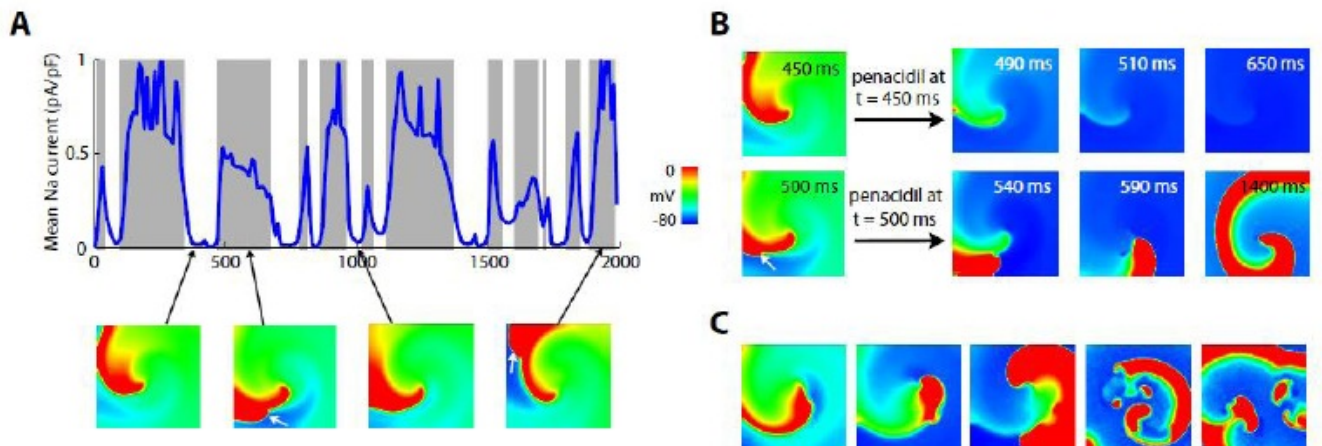 A
Mean Na current (pA/pF)
1
0.5
0
0
500
1000
1500
2000
0
mV
-80
B
450 ms
penacidil at
t = 450 ms
490 ms
510 ms
650 ms
500 ms
penacidil at
t = 500 ms
540 ms
590 ms
1400 ms
C